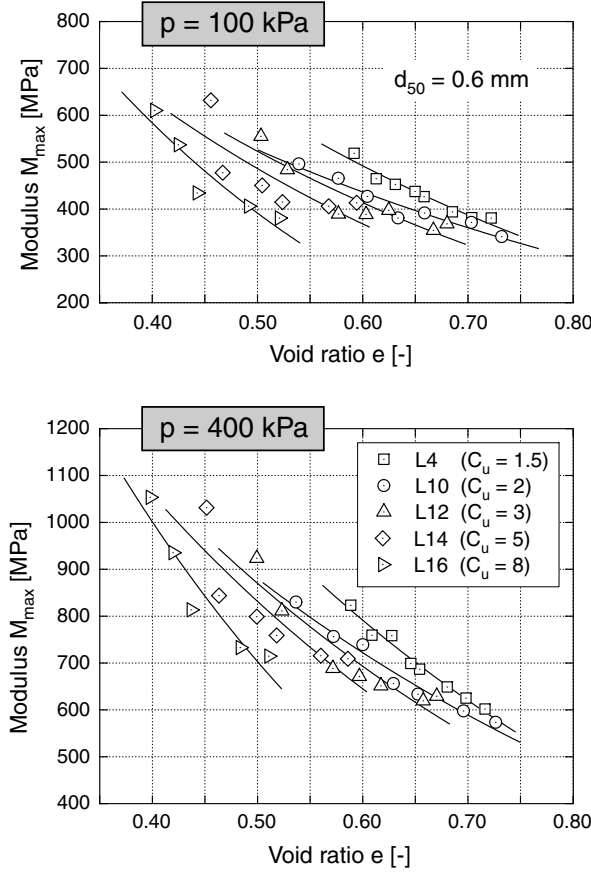 p = 100 kPa
800
700
600
500
400
300
200
Modulus M_max [MPa]
d_50 = 0.6 mm
0.40 0.50 0.60 0.70 0.80
Void ratio e [-]
p = 400 kPa
1200
1100
1000
900
800
700
600
500
400
Modulus M_max [MPa]
L4 (C_u = 1.5)
L10 (C_u = 2)
L12 (C_u = 3)
L14 (C_u = 5)
L16 (C_u = 8)
0.40 0.50 0.60 0.70 0.80
Void ratio e [-]